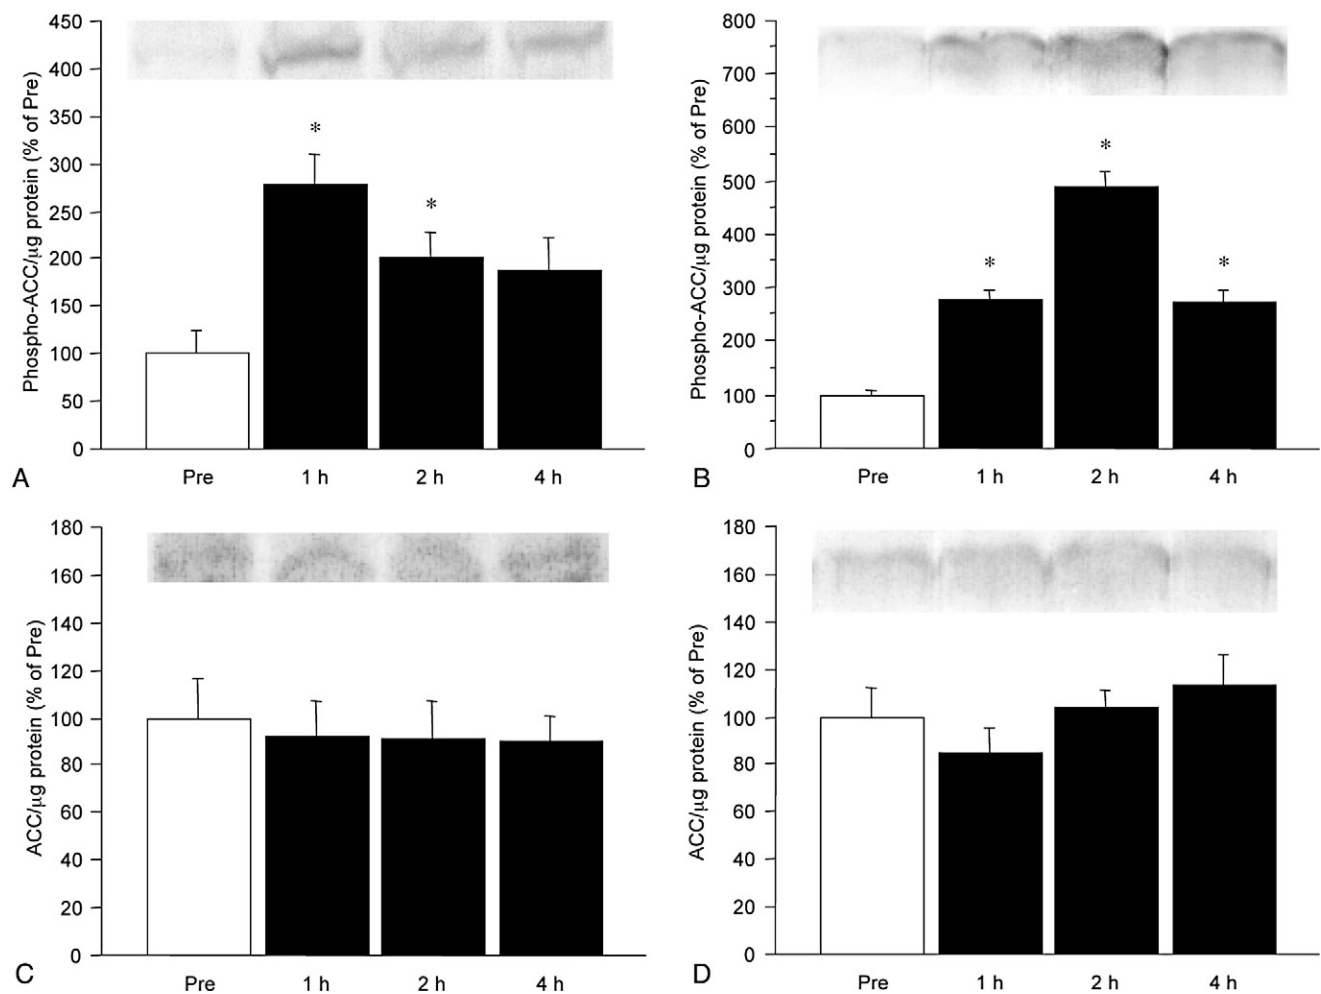 450
400
350
300
250
200
150
100
50
0
Phospho-ACC/μg protein (% of Pre)
*
*
Pre
1 h
2 h
4 h
A
800
700
600
500
400
300
200
100
0
Phospho-ACC/μg protein (% of Pre)
*
*
*
Pre
1 h
2 h
4 h
B
180
160
140
120
100
80
60
40
20
0
ACC/μg protein (% of Pre)
Pre
1 h
2 h
4 h
C
180
160
140
120
100
80
60
40
20
0
ACC/μg protein (% of Pre)
Pre
1 h
2 h
4 h
D